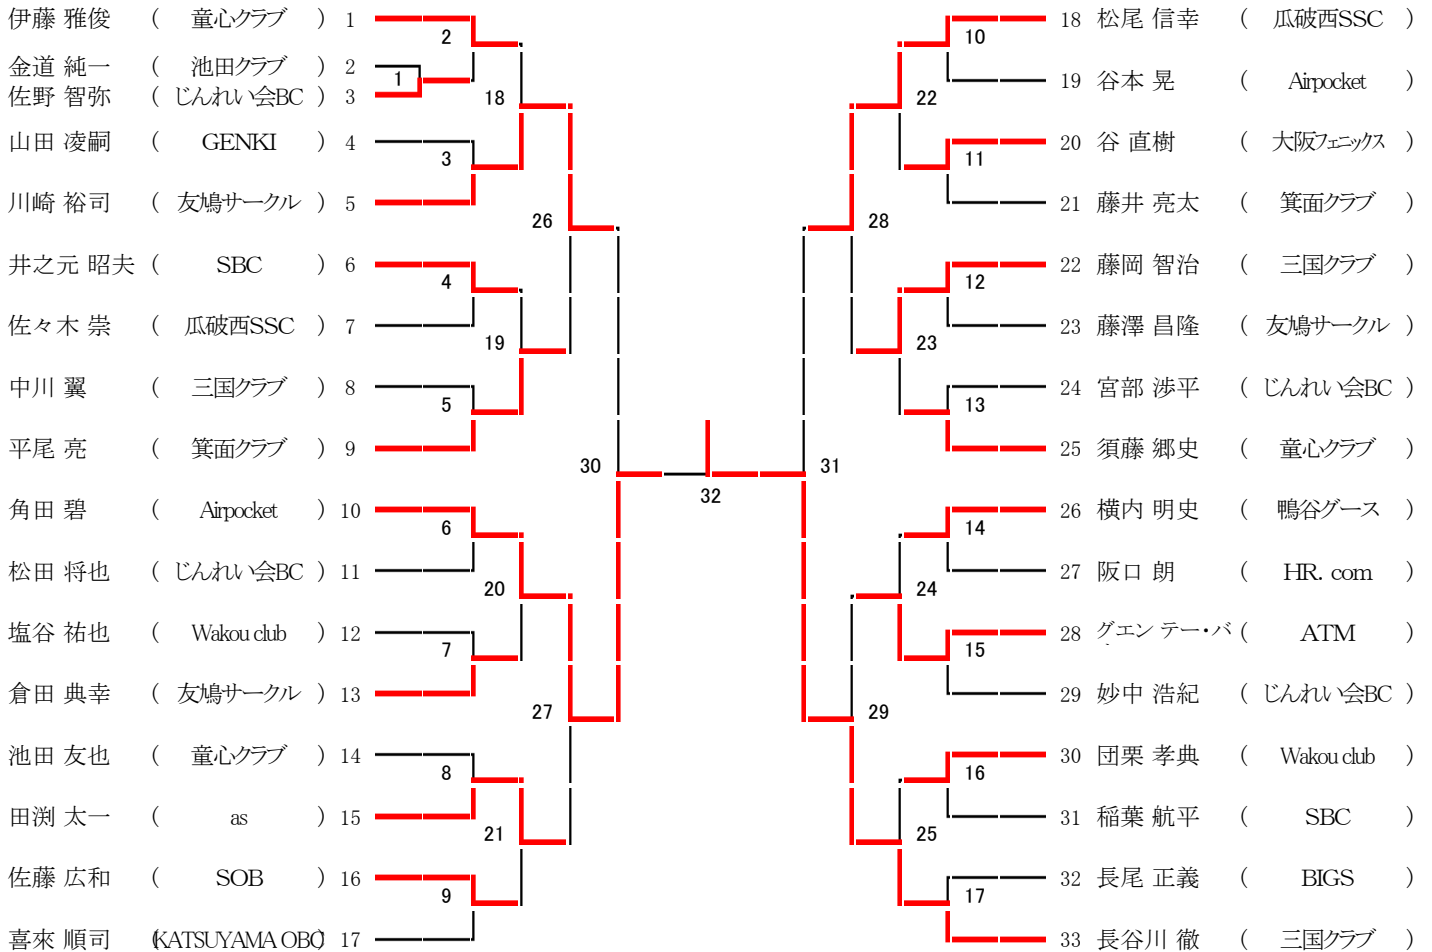 伊藤 雅俊 ( 童心クラブ ) 1
金道 純一 ( 池田クラブ ) 2
佐野 智弥 ( じんれい会BC ) 3
山田 凌嗣 ( GENKI ) 4
川崎 裕司 ( 友鳩サークル ) 5
井之元 昭夫 ( SBC ) 6
佐々木 崇 ( 瓜破西SSC ) 7
中川 翼 ( 三国クラブ ) 8
平尾 亮 ( 箕面クラブ ) 9
角田 碧 ( Airpocket ) 10
松田 将也 ( じんれい会BC ) 11
塩谷 祐也 ( Wakou club ) 12
倉田 典幸 ( 友鳩サークル ) 13
池田 友也 ( 童心クラブ ) 14
田渕 太一 ( as ) 15
佐藤 広和 ( SOB ) 16
喜來 順司 (KATSUYAMA OBC) 17
1
2
3
4
5
6
7
8
9
18
19
20
21
26
27
30
32
31
28
29
22
23
24
25
10
11
12
13
14
15
16
17
18 松尾 信幸 ( 瓜破西SSC )
19 谷本 晃 ( Airpocket )
20 谷 直樹 ( 大阪フェニックス )
21 藤井 亮太 ( 箕面クラブ )
22 藤岡 智治 ( 三国クラブ )
23 藤澤 昌隆 ( 友鳩サークル )
24 宮部 渉平 ( じんれい会BC )
25 須藤 郷史 ( 童心クラブ )
26 横内 明史 ( 鴨谷グース )
27 阪口 朗 ( HR. com )
28 グエン テー・バ ( ATM )
29 妙中 浩紀 ( じんれい会BC )
30 団栗 孝典 ( Wakou club )
31 稲葉 航平 ( SBC )
32 長尾 正義 ( BIGS )
33 長谷川 徹 ( 三国クラブ )